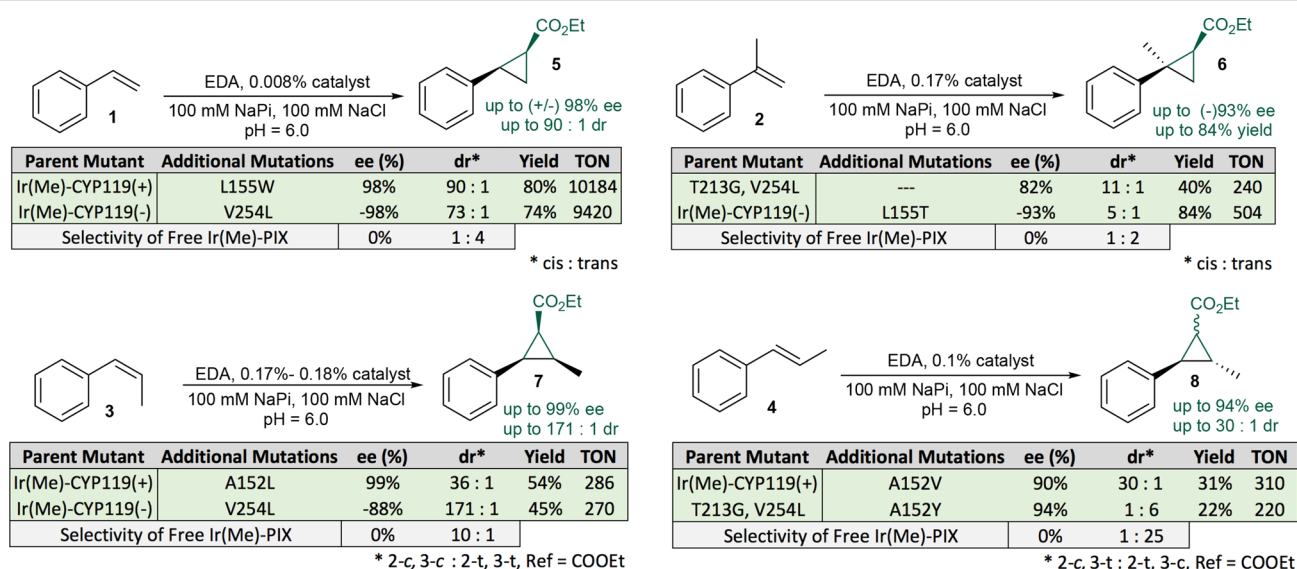 CO2Et
5
EDA, 0.008% catalyst
100 mM NaPi, 100 mM NaCl
pH = 6.0
1
up to (+/-) 98% ee
up to 90 : 1 dr
Parent Mutant Additional Mutations ee (%) dr* Yield TON
Ir(Me)-CYP119(+) L155W 98% 90 : 1 80% 10184
Ir(Me)-CYP119(-) V254L -98% 73 : 1 74% 9420
Selectivity of Free Ir(Me)-PIX 0% 1 : 4
* cis : trans
CO2Et
6
EDA, 0.17% catalyst
100 mM NaPi, 100 mM NaCl
pH = 6.0
2
up to (-)93% ee
up to 84% yield
Parent Mutant Additional Mutations ee (%) dr* Yield TON
T213G, V254L --- 82% 11 : 1 40% 240
Ir(Me)-CYP119(-) L155T -93% 5 : 1 84% 504
Selectivity of Free Ir(Me)-PIX 0% 1 : 2
* cis : trans
CO2Et
7
EDA, 0.17%- 0.18% catalyst
100 mM NaPi, 100 mM NaCl
pH = 6.0
3
up to 99% ee
up to 171 : 1 dr
Parent Mutant Additional Mutations ee (%) dr* Yield TON
Ir(Me)-CYP119(+) A152L 99% 36 : 1 54% 286
Ir(Me)-CYP119(-) V254L -88% 171 : 1 45% 270
Selectivity of Free Ir(Me)-PIX 0% 10 : 1
* 2-c, 3-c : 2-t, 3-t, Ref = COOEt
CO2Et
8
EDA, 0.1% catalyst
100 mM NaPi, 100 mM NaCl
pH = 6.0
4
up to 94% ee
up to 30 : 1 dr
Parent Mutant Additional Mutations ee (%) dr* Yield TON
Ir(Me)-CYP119(+) A152V 90% 30 : 1 31% 310
T213G, V254L A152Y 94% 1 : 6 22% 220
Selectivity of Free Ir(Me)-PIX 0% 1 : 25
* 2-c, 3-t : 2-t, 3-c, Ref = COOEt